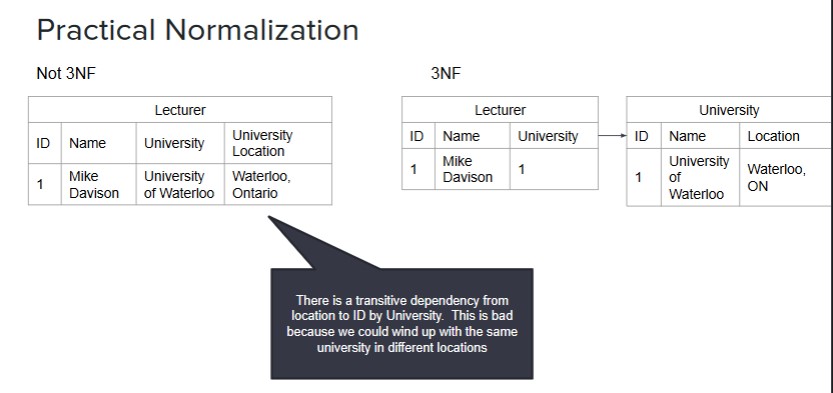 Practical Normalization
Not 3NF
Lecturer
ID Name University University
Location
1 Mike
Davison University
of Waterloo Waterloo,
Ontario
3NF
Lecturer
ID Name University
1 Mike
Davison 1
University
ID Name Location
1 University
of
Waterloo Waterloo,
ON
There is a transitive dependency from
location to ID by University. This is bad
because we could wind up with the same
university in different locations